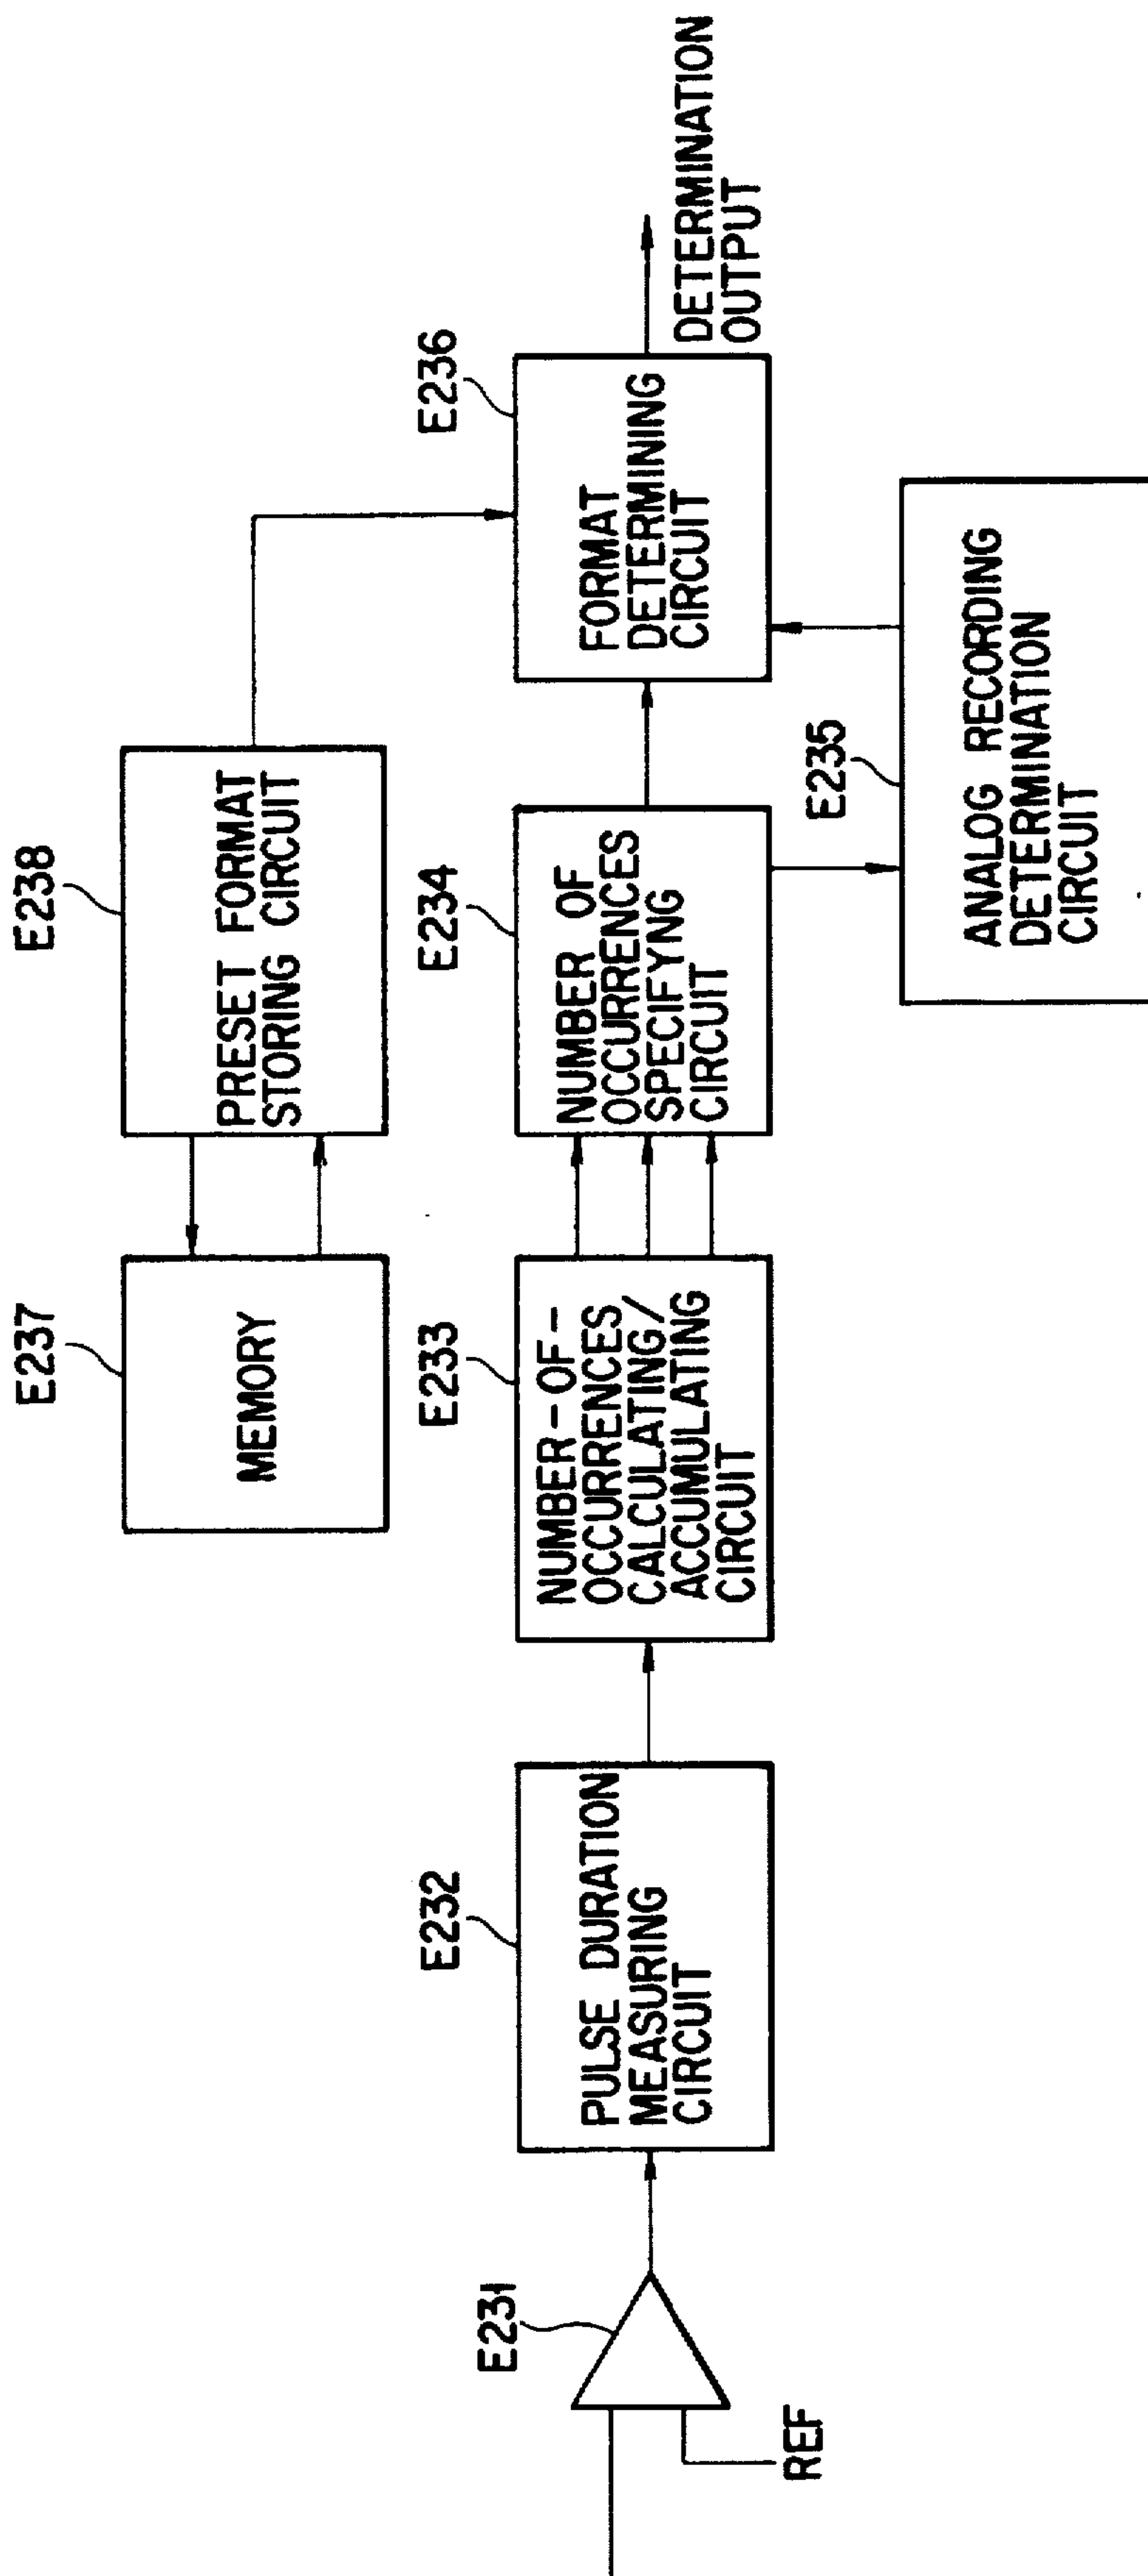 E237
MEMORY
E238
PRESET FORMAT
STORING CIRCUIT
E231
REF
E232
PULSE DURATION
MEASURING
CIRCUIT
E233
NUMBER-OF-
OCCURRENCES
CALCULATING/
ACCUMULATING
CIRCUIT
E234
NUMBER OF
OCCURRENCES
SPECIFYNG
CIRCUIT
E236
FORMAT
DETERMINING
CIRCUIT
DETERMINATION
OUTPUT
E235
ANALOG RECORDING
DETERMINATION
CIRCUIT